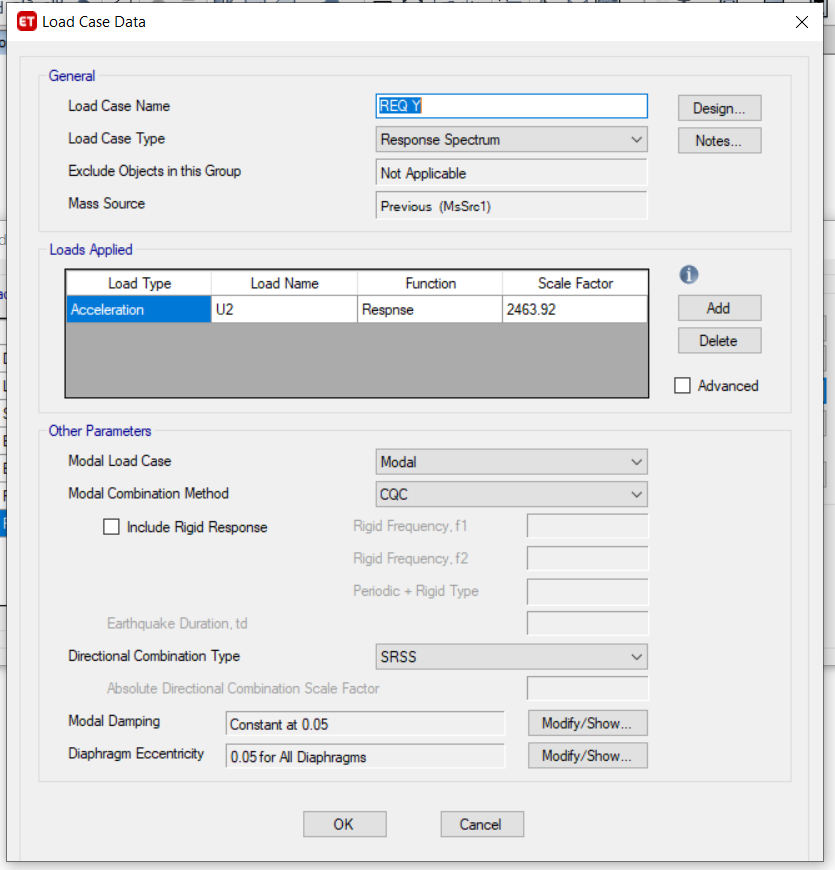 ET Load Case Data
General
Load Case Name REQ Y Design...
Load Case Type Response Spectrum Notes...
Exclude Objects in this Group Not Applicable
Mass Source Previous (MsSrc1)
Loads Applied
Load Type Load Name Function Scale Factor
Acceleration U2 Respnse 2463.92
Add
Delete
Advanced
Other Parameters
Modal Load Case Modal
Modal Combination Method CQC
Include Rigid Response Rigid Frequency, f1
Rigid Frequency, f2
Periodic + Rigid Type
Earthquake Duration, td
Directional Combination Type SRSS
Absolute Directional Combination Scale Factor
Modal Damping Constant at 0.05 Modify/Show...
Diaphragm Eccentricity 0.05 for All Diaphragms Modify/Show...
OK Cancel